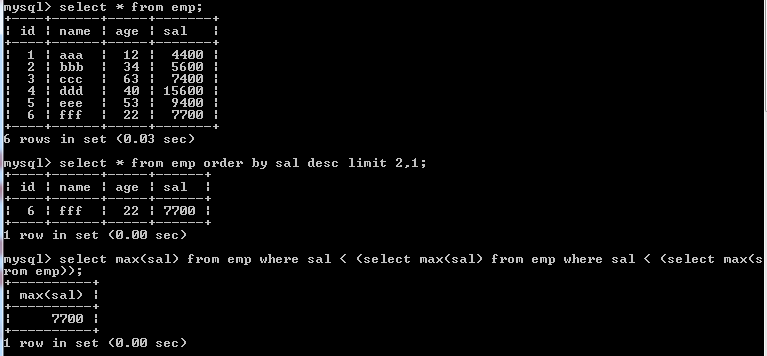 mysql> select * from emp;
+----+------+-----+-------+
| id | name | age | sal   |
+----+------+-----+-------+
|  1 | aaa  |  12 |  4400 |
|  2 | bbb  |  34 |  5600 |
|  3 | ccc  |  63 |  7400 |
|  4 | ddd  |  40 | 15600 |
|  5 | eee  |  53 |  9400 |
|  6 | fff  |  22 |  7700 |
+----+------+-----+-------+
6 rows in set (0.03 sec)
mysql> select * from emp order by sal desc limit 2,1;
+----+------+-----+------+
| id | name | age | sal  |
+----+------+-----+------+
|  6 | fff  |  22 | 7700 |
+----+------+-----+------+
1 row in set (0.00 sec)
mysql> select max(sal) from emp where sal < (select max(sal) from emp where sal < (select max(s
rom emp));
+----------+
| max(sal) |
+----------+
|     7700 |
+----------+
1 row in set (0.00 sec)